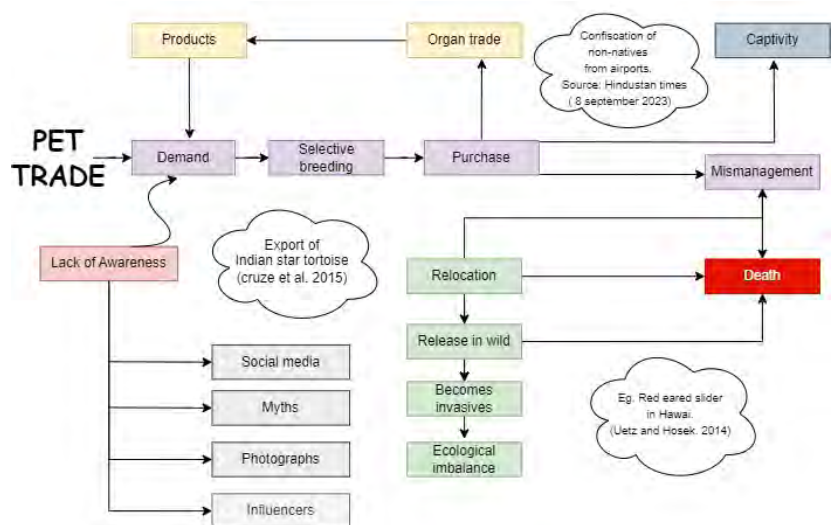 Products
Organ trade
Confisoation of
non-natives
from airports.
Source: Hindustan times
( 8 september 2023)
Captivity
PET
TRADE
Demand
Selective
breeding
Purchase
Mismanagement
Lack of Awareness
Export of
Indian star tortoise
(cruze et al. 2015)
Relocation
Death
Release in wild
Social media
Becomes
invasives
Eg. Red eared slider
in Hawai.
(Uetz and Hosek. 2014)
Myths
Ecological
imbalance
Photographs
Influencers